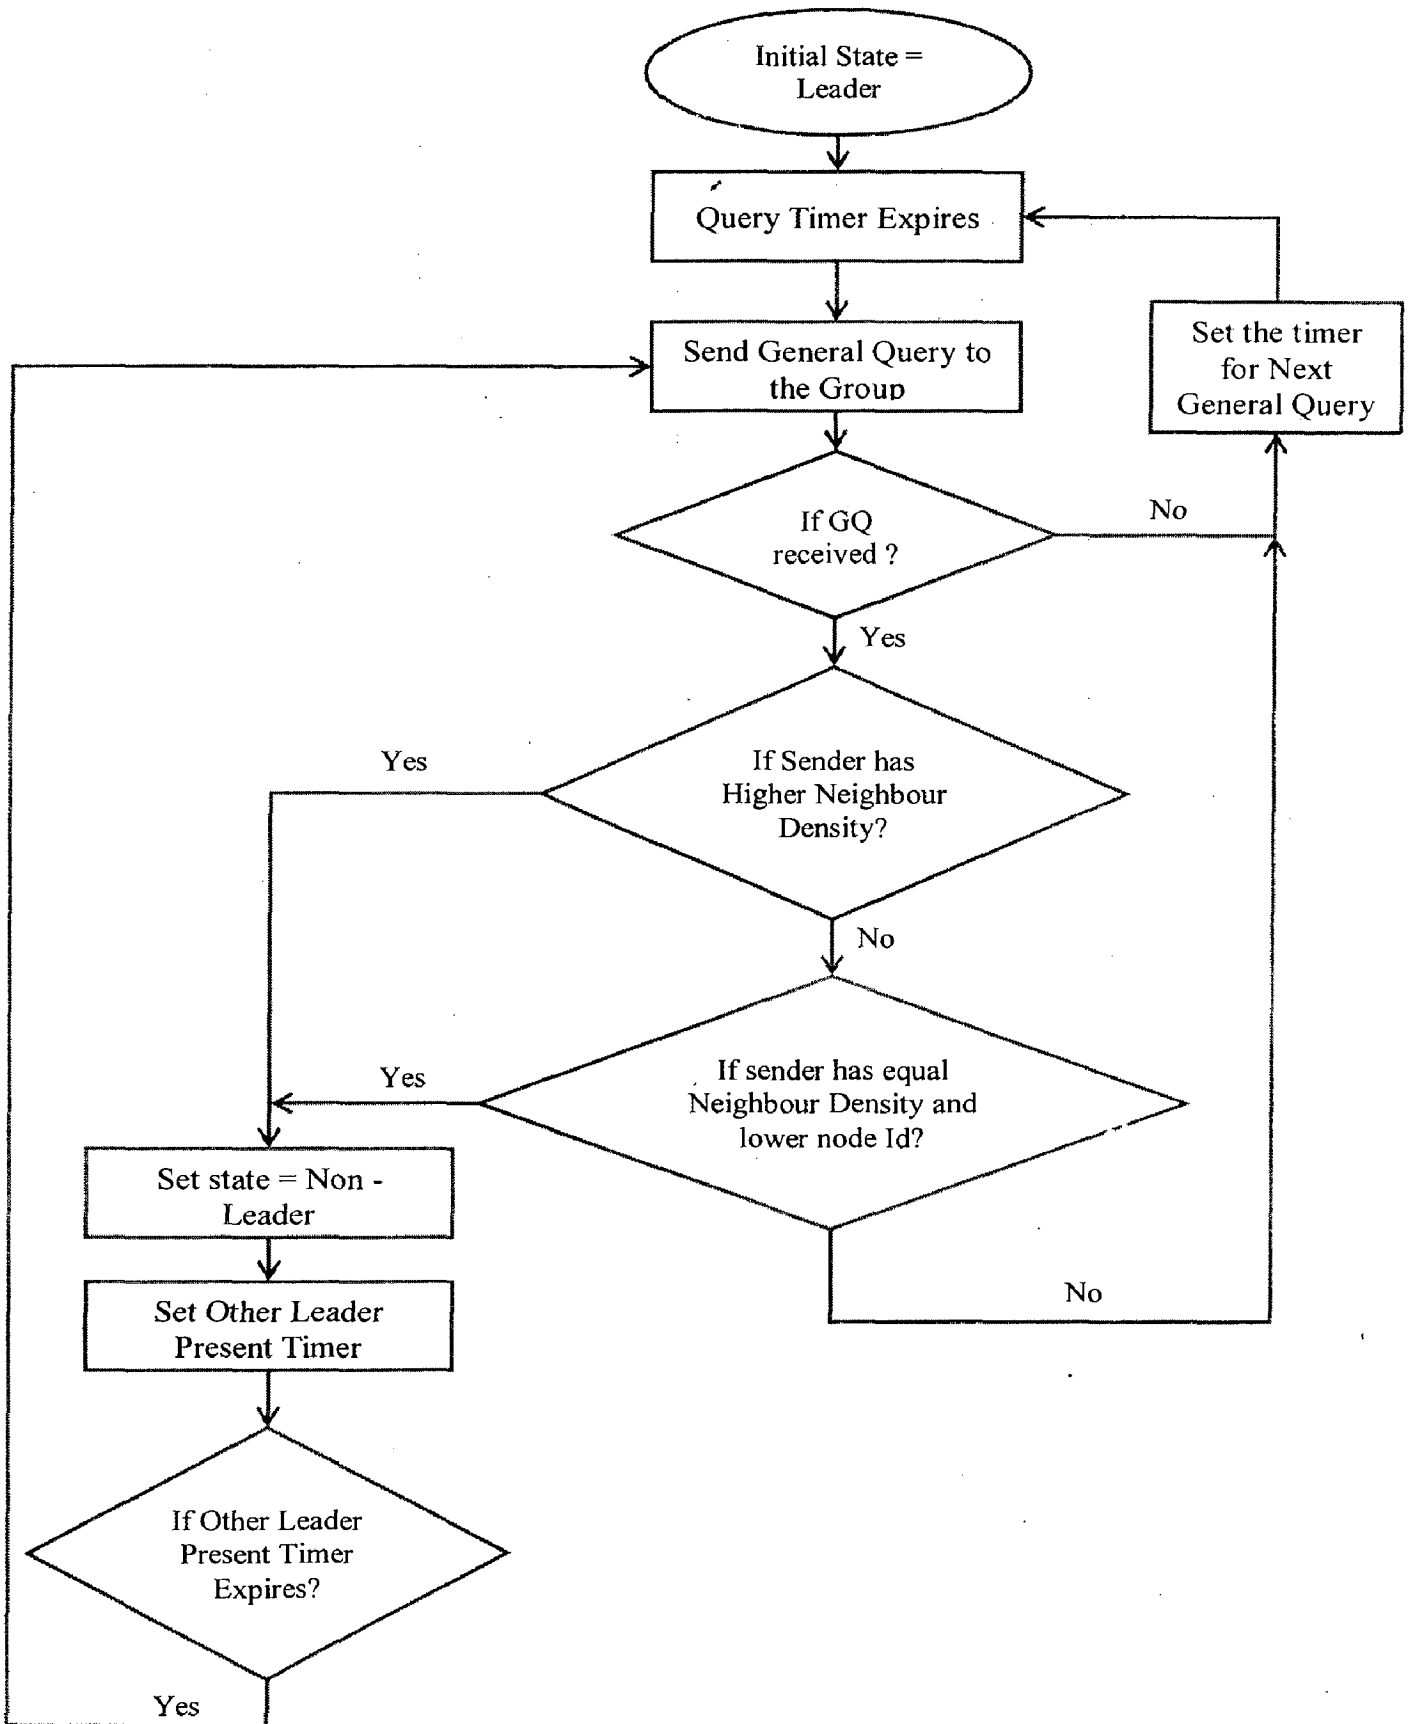 Initial State =
Leader
Query Timer Expires
Send General Query to
the Group
Set the timer
for Next
General Query
If GQ
received ?
No
Yes
If Sender has
Higher Neighbour
Density?
Yes
No
If sender has equal
Neighbour Density and
lower node Id?
Yes
No
Set state = Non -
Leader
Set Other Leader
Present Timer
If Other Leader
Present Timer
Expires?
Yes